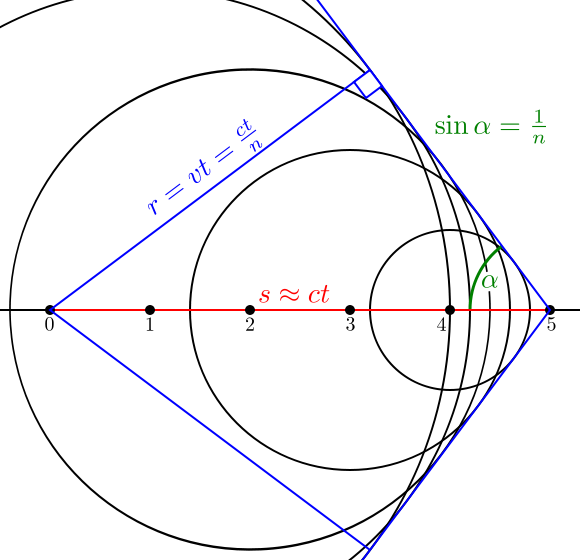 sin α = 1/n
r = vt = ct/n
α
s ≈ ct
0 1 2 3 4 5